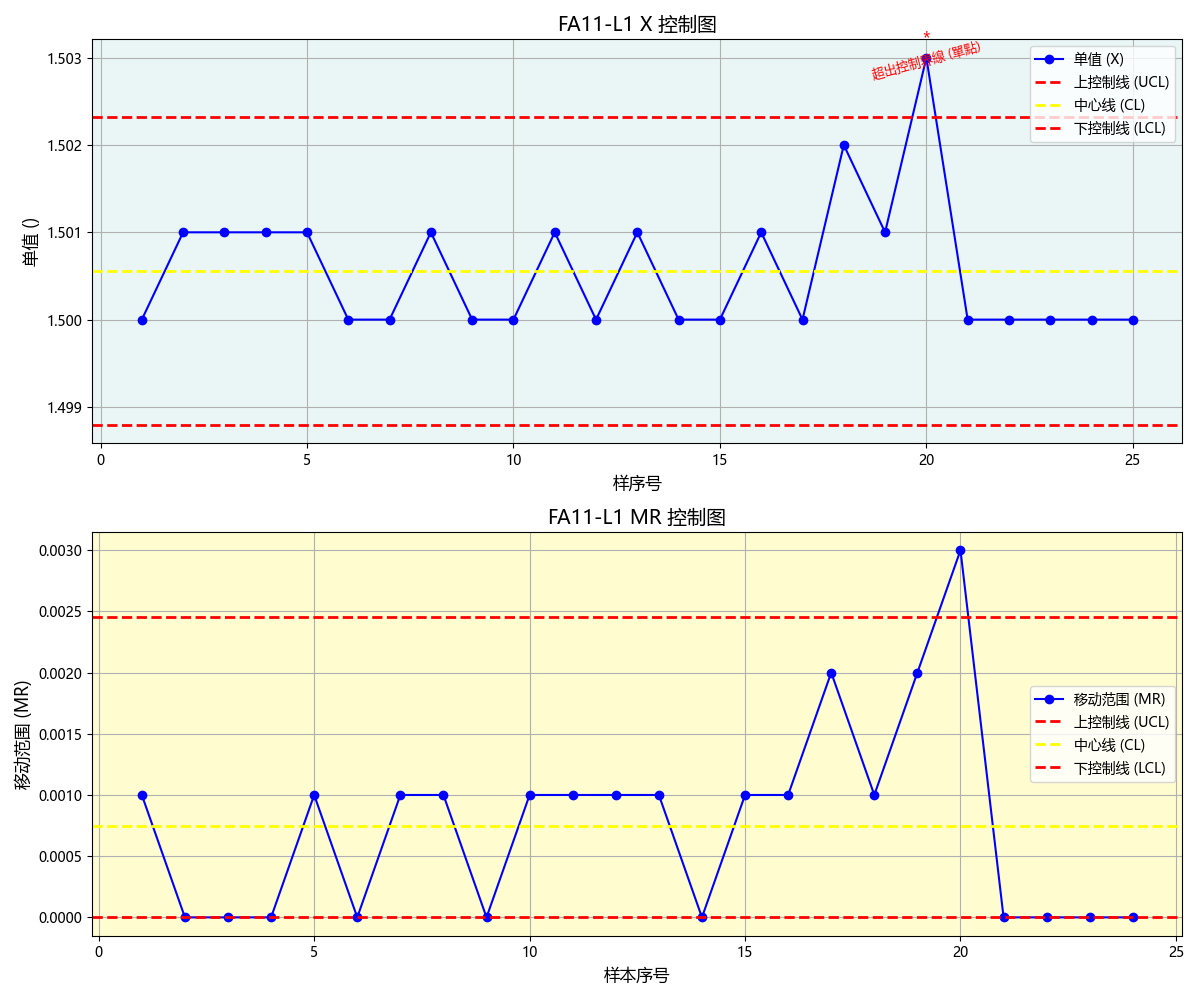 FA11-L1 X 控制图
*
超出控制界線 (單點)
单值 (X)
上控制线 (UCL)
中心线 (CL)
下控制线 (LCL)
单值 ()
1.503
1.502
1.501
1.500
1.499
0 5 10 15 20 25
样序号
FA11-L1 MR 控制图
移动范围 (MR)
上控制线 (UCL)
中心线 (CL)
下控制线 (LCL)
移动范围 (MR)
0.0030
0.0025
0.0020
0.0015
0.0010
0.0005
0.0000
0 5 10 15 20 25
样本序号